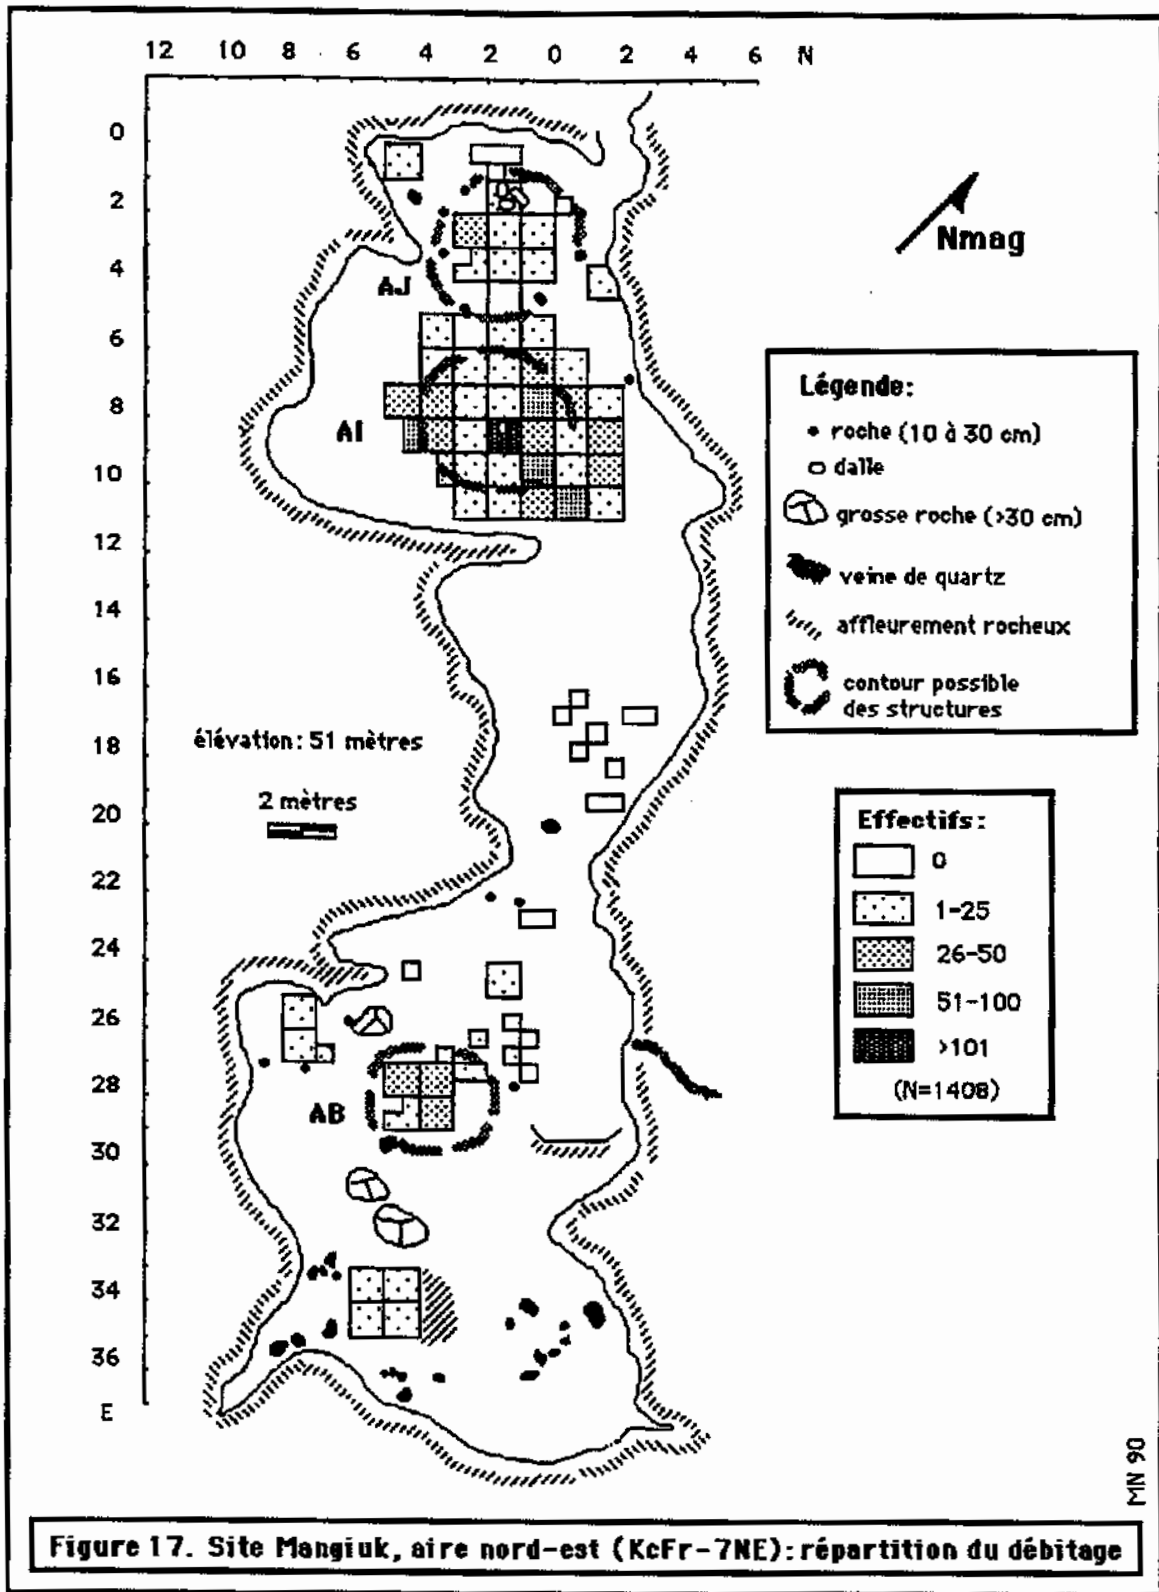 12 10 8 6 4 2 0 2 4 6 N
0
2
4
6
8
10
12
14
16
18
20
22
24
26
28
30
32
34
36
E
Nmag
AJ
AI
AB
élévation: 51 mètres
2 mètres
Légende:
roche (10 à 30 cm)
dalle
grosse roche (>30 cm)
veine de quartz
affleurement rocheux
contour possible
des structures
Effectifs:
0
1-25
26-50
51-100
>101
(N=1408)
MN 90
Figure 17. Site Mangiuk, aire nord-est (KcFr-7NE): répartition du débitage